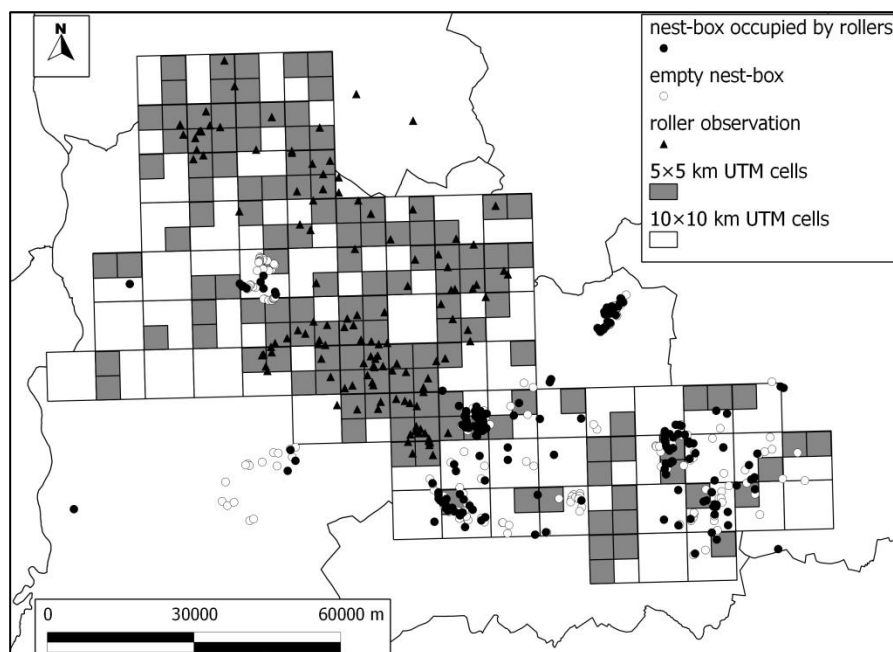 N
nest-box occupied by rollers
empty nest-box
roller observation
5×5 km UTM cells
10×10 km UTM cells
0 30000 60000 m